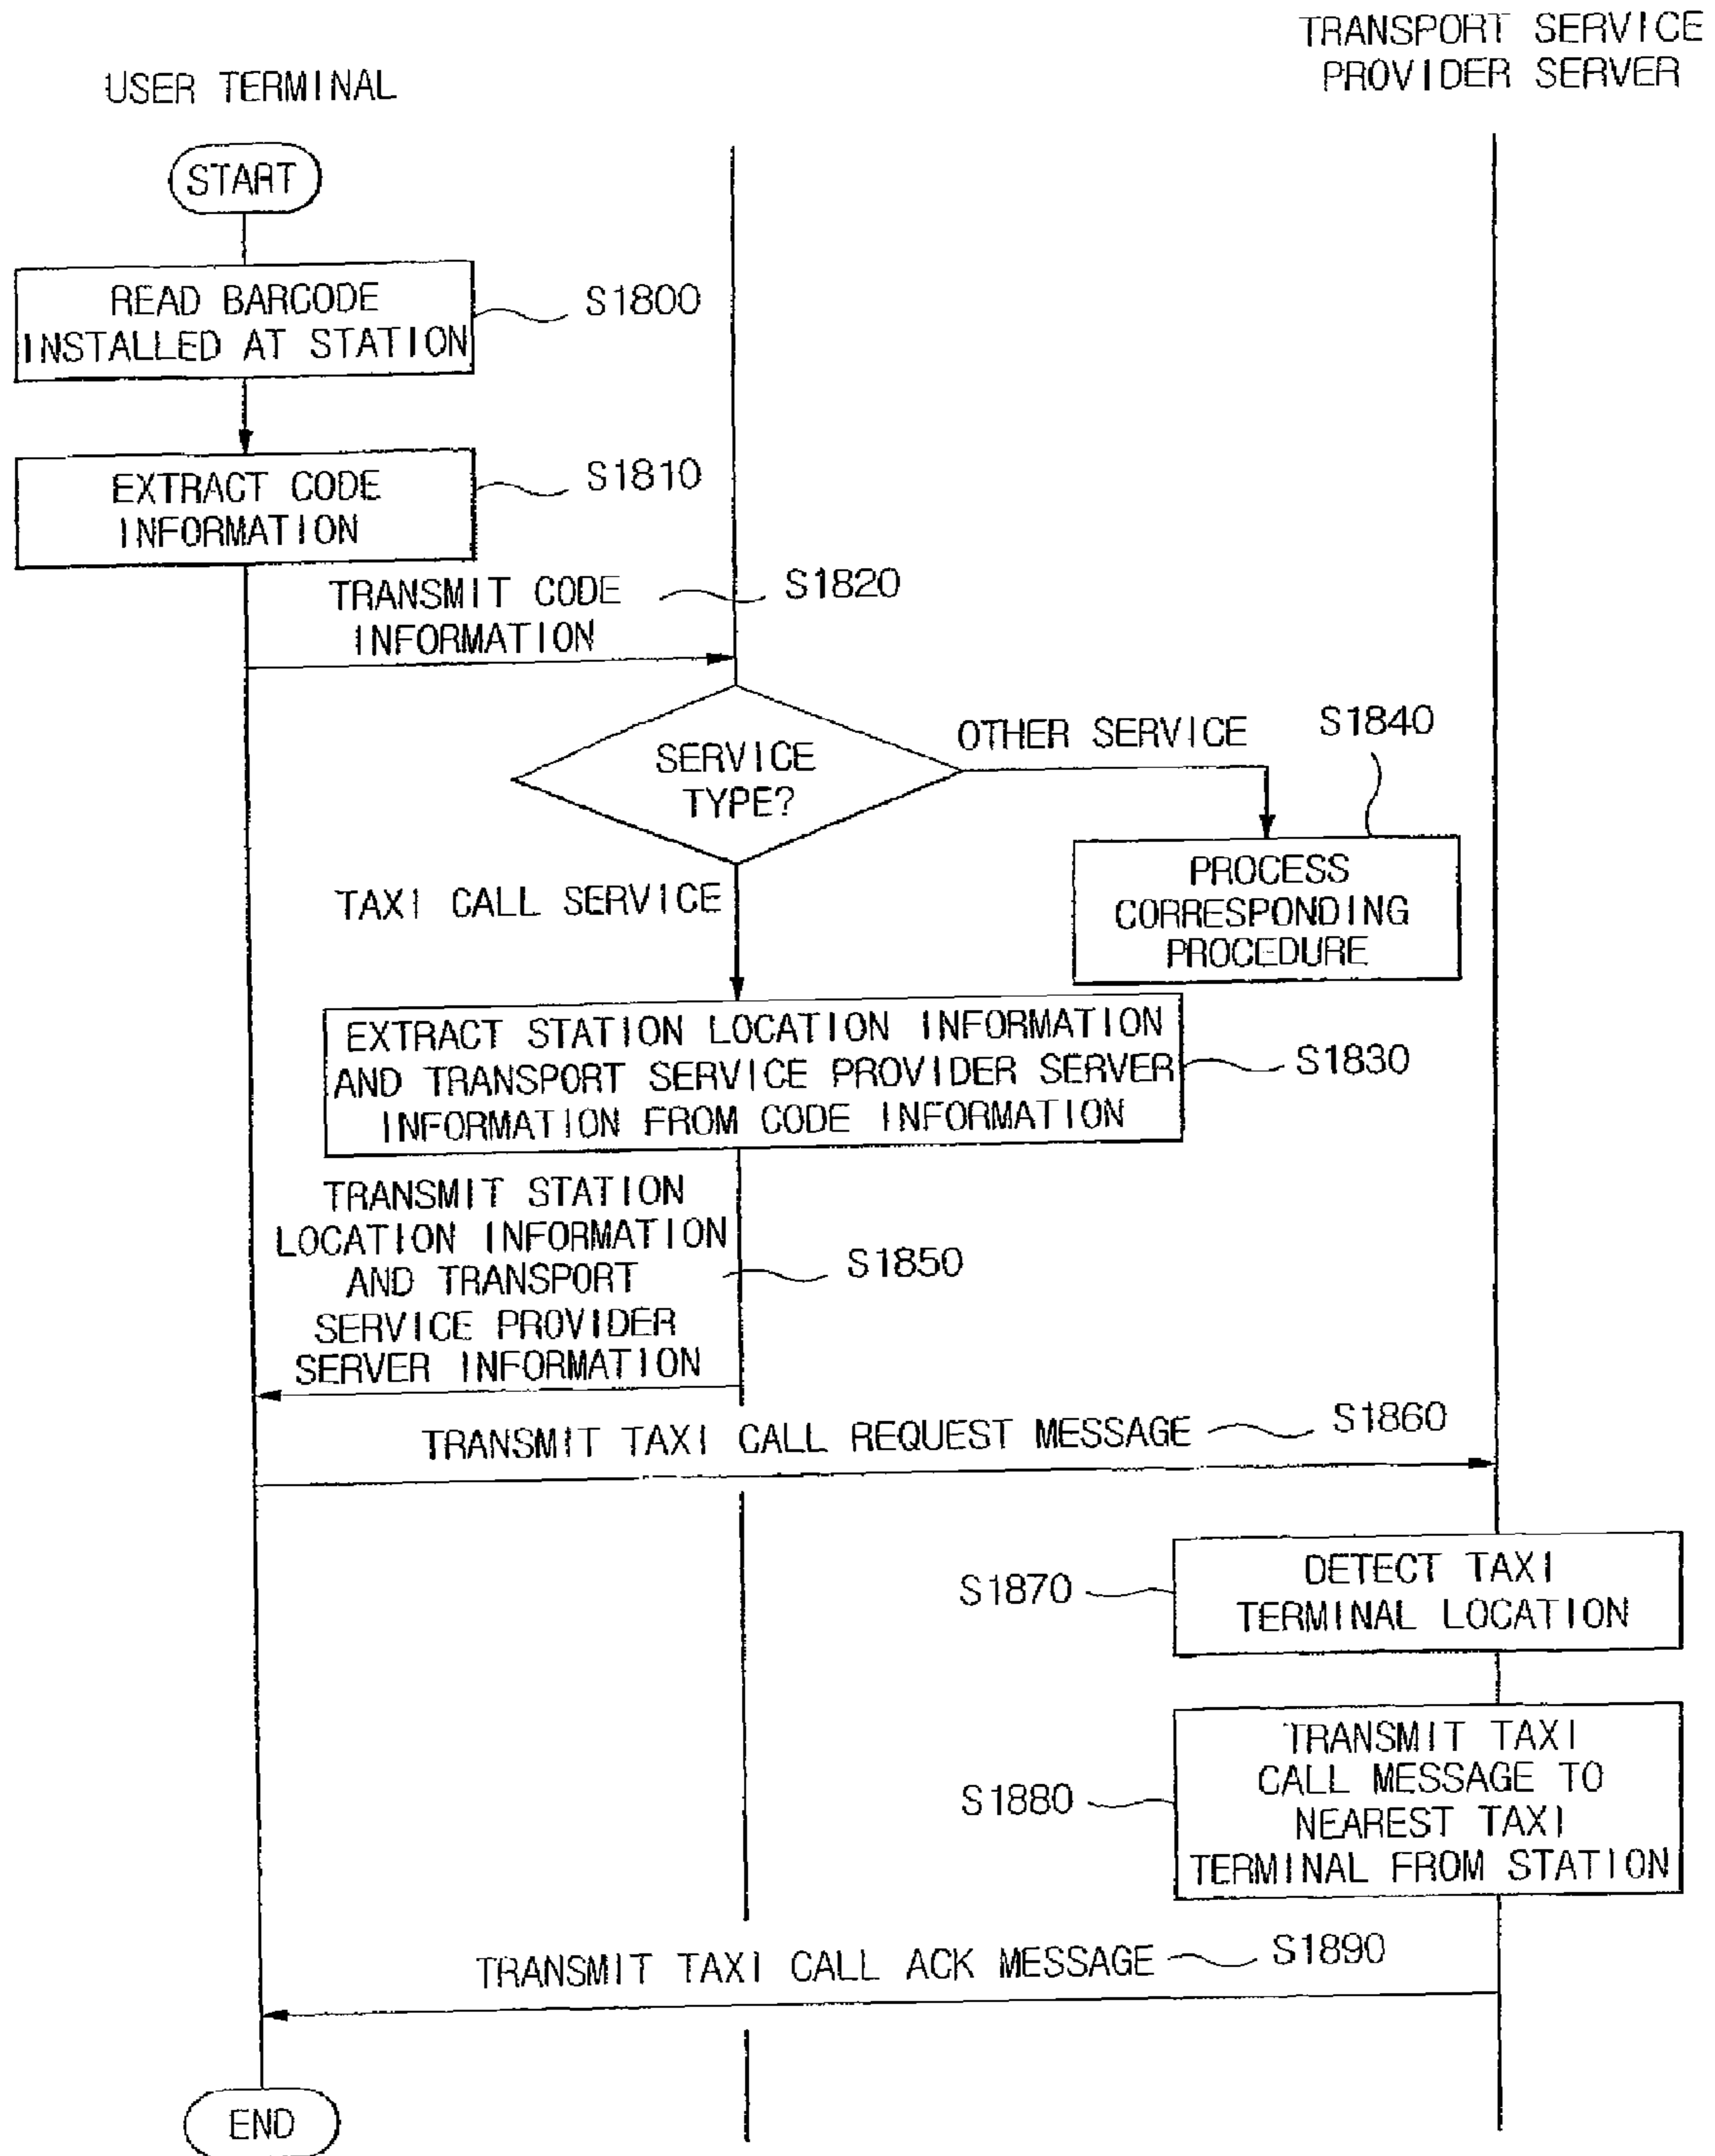 TRANSPORT SERVICE
PROVIDER SERVER
USER TERMINAL
START
READ BARCODE
INSTALLED AT STATION
S1800
EXTRACT CODE
INFORMATION
S1810
TRANSMIT CODE
INFORMATION
S1820
SERVICE
TYPE?
OTHER SERVICE
S1840
PROCESS
CORRESPONDING
PROCEDURE
TAXI CALL SERVICE
EXTRACT STATION LOCATION INFORMATION
AND TRANSPORT SERVICE PROVIDER SERVER
INFORMATION FROM CODE INFORMATION
S1830
TRANSMIT STATION
LOCATION INFORMATION
AND TRANSPORT
SERVICE PROVIDER
SERVER INFORMATION
S1850
TRANSMIT TAXI CALL REQUEST MESSAGE
S1860
DETECT TAXI
TERMINAL LOCATION
S1870
TRANSMIT TAXI
CALL MESSAGE TO
NEAREST TAXI
TERMINAL FROM STATION
S1880
TRANSMIT TAXI CALL ACK MESSAGE
S1890
END